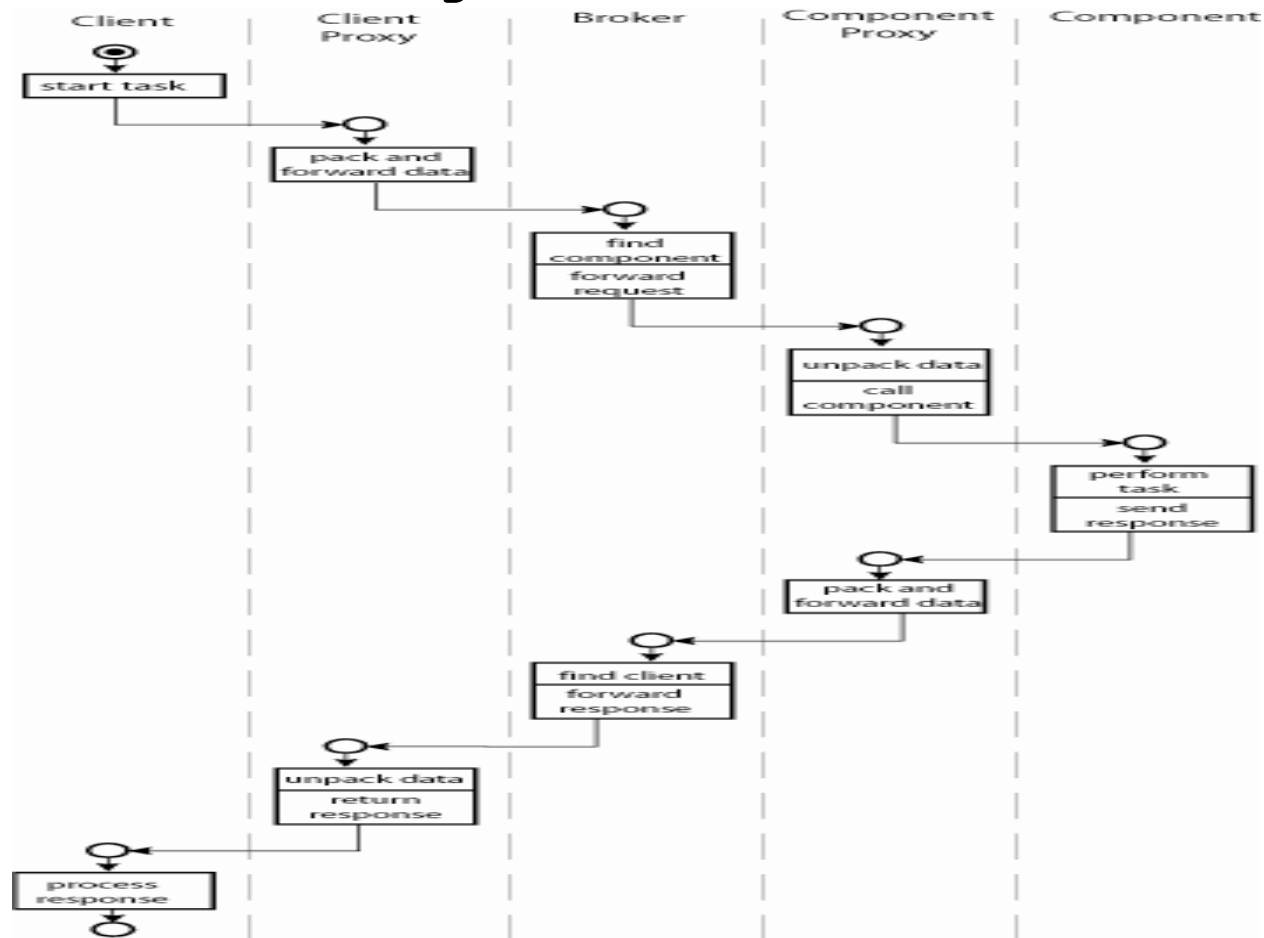 Client
Client
Proxy
Broker
Component
Proxy
Component
start task
pack and
forward data
find
component
forward
request
unpack data
call
component
perform
task
send
response
pack and
forward data
find client
forward
response
unpack data
return
response
process
response